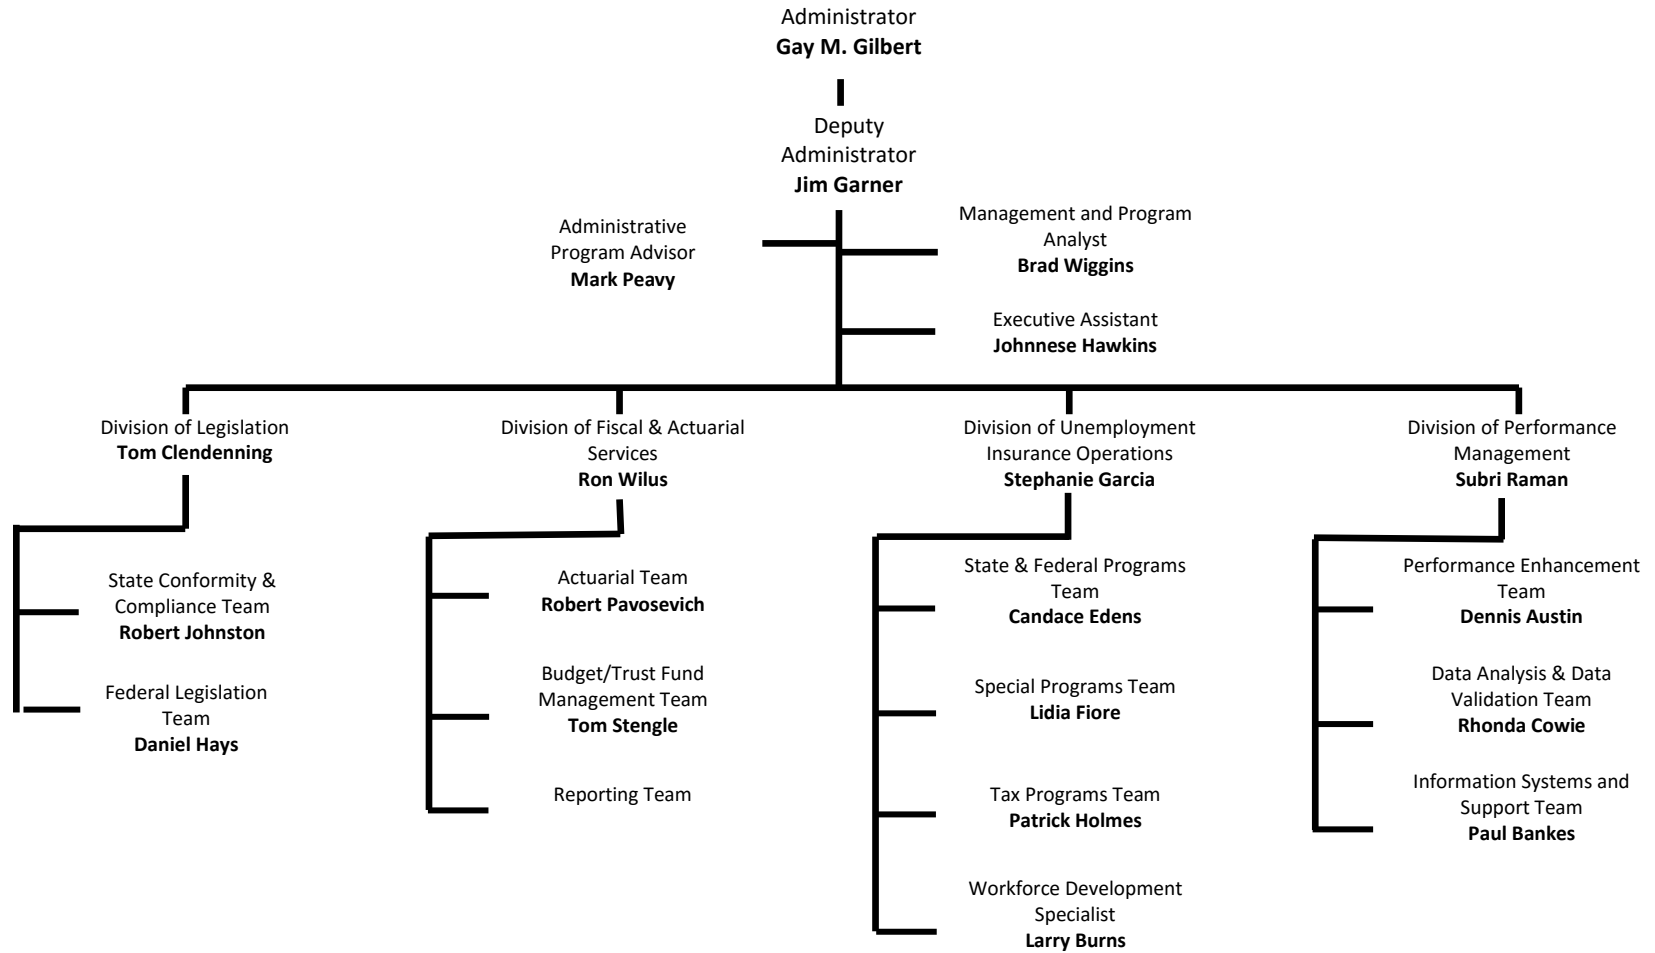 Administrator
Gay M. Gilbert
Deputy
Administrator
Jim Garner
Administrative
Program Advisor
Mark Peavy
Management and Program
Analyst
Brad Wiggins
Executive Assistant
Johnnese Hawkins
Division of Legislation
Tom Clendenning
State Conformity &
Compliance Team
Robert Johnston
Federal Legislation
Team
Daniel Hays
Division of Fiscal & Actuarial
Services
Ron Wilus
Actuarial Team
Robert Pavosevich
Budget/Trust Fund
Management Team
Tom Stengle
Reporting Team
Division of Unemployment
Insurance Operations
Stephanie Garcia
State & Federal Programs
Team
Candace Edens
Special Programs Team
Lidia Fiore
Tax Programs Team
Patrick Holmes
Workforce Development
Specialist
Larry Burns
Division of Performance
Management
Subri Raman
Performance Enhancement
Team
Dennis Austin
Data Analysis & Data
Validation Team
Rhonda Cowie
Information Systems and
Support Team
Paul Bankes